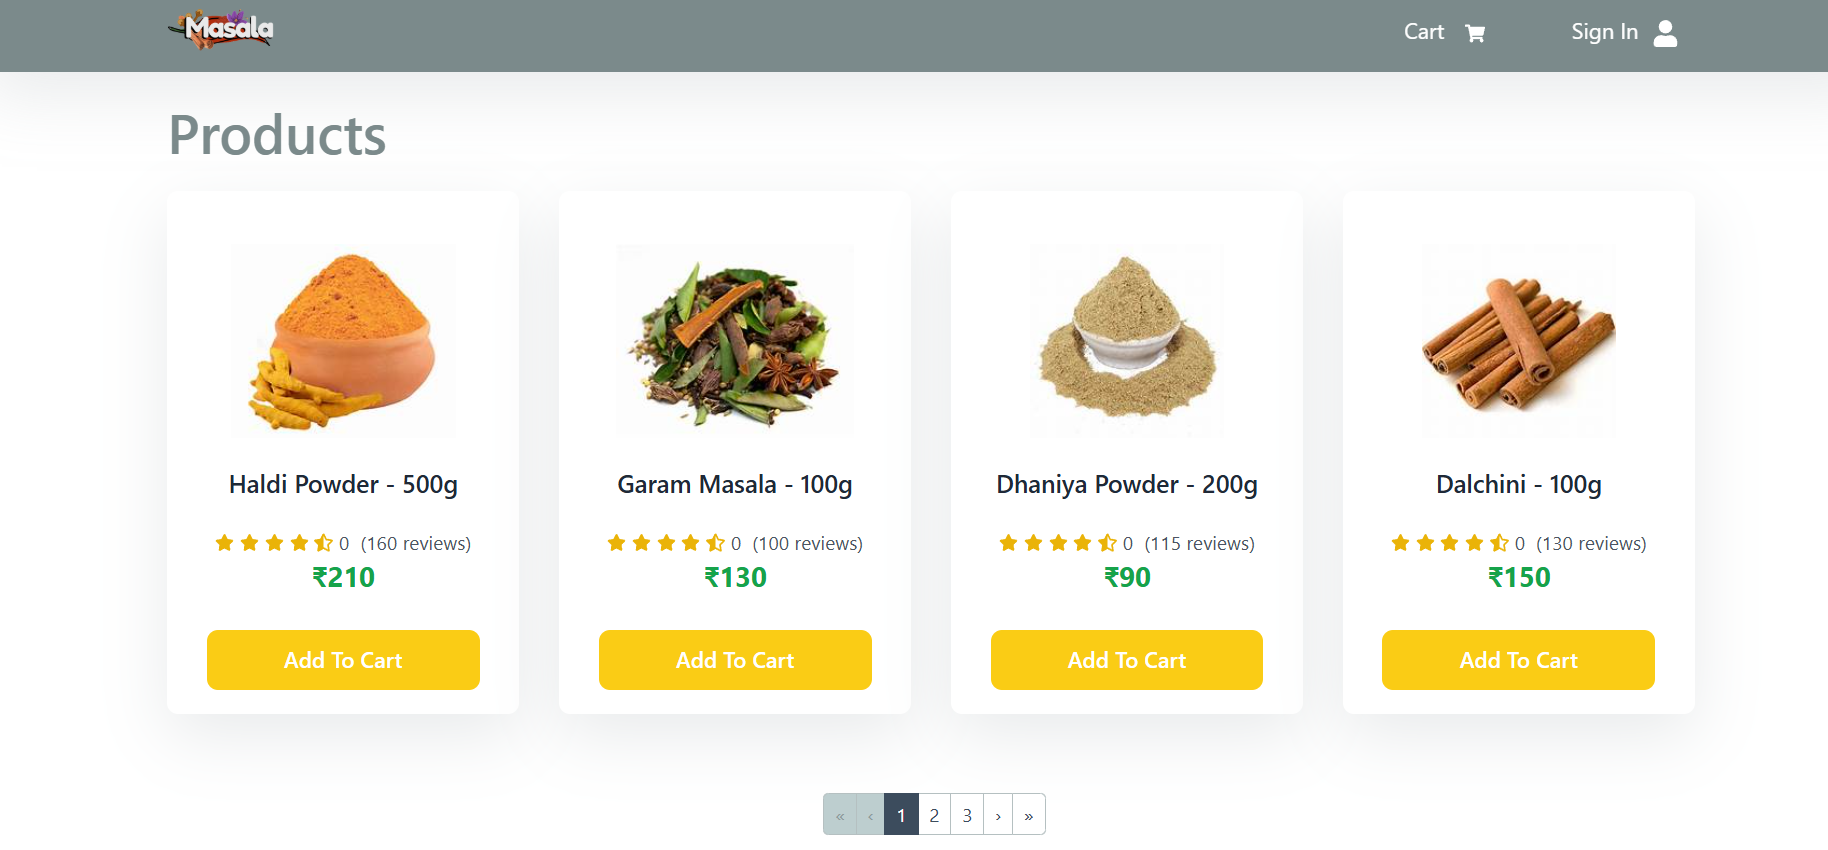 Masala
Cart
Sign In
Products
Haldi Powder - 500g
0 (160 reviews)
₹210
Add To Cart
Garam Masala - 100g
0 (100 reviews)
₹130
Add To Cart
Dhaniya Powder - 200g
0 (115 reviews)
₹90
Add To Cart
Dalchini - 100g
0 (130 reviews)
₹150
Add To Cart
« ‹ 1 2 3 › »